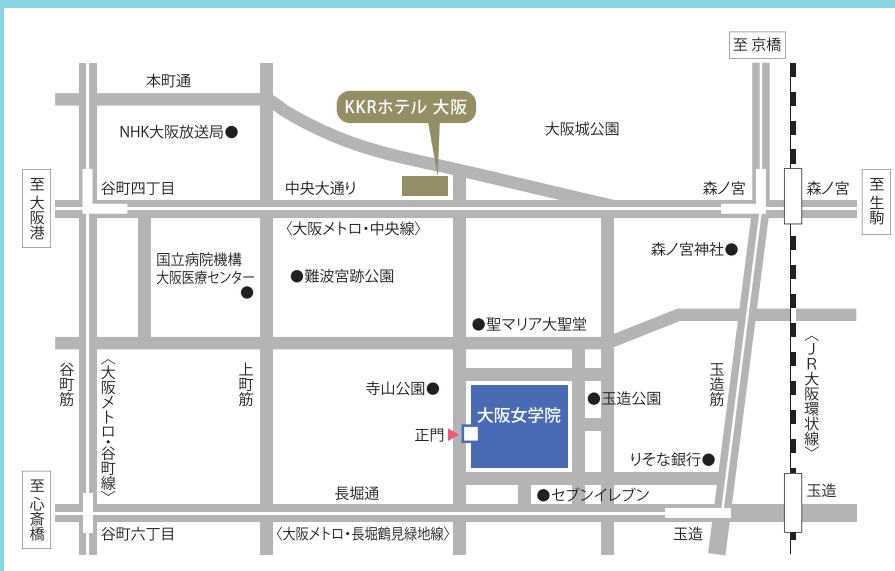 至 京橋
本町通
KKRホテル 大阪
NHK大阪放送局
大阪城公園
至大阪港
谷町四丁目
中央大通り
森ノ宮
森ノ宮
至生駒
〈大阪メトロ・中央線〉
国立病院機構
大阪医療センター
難波宮跡公園
森ノ宮神社
聖マリア大聖堂
谷町筋
〈大阪メトロ・谷町線〉
上町筋
寺山公園
大阪女学院
玉造公園
玉造筋
〈JR大阪環状線〉
正門
りそな銀行
至心斎橋
長堀通
セブンイレブン
玉造
谷町六丁目
〈大阪メトロ・長堀鶴見緑地線〉
玉造